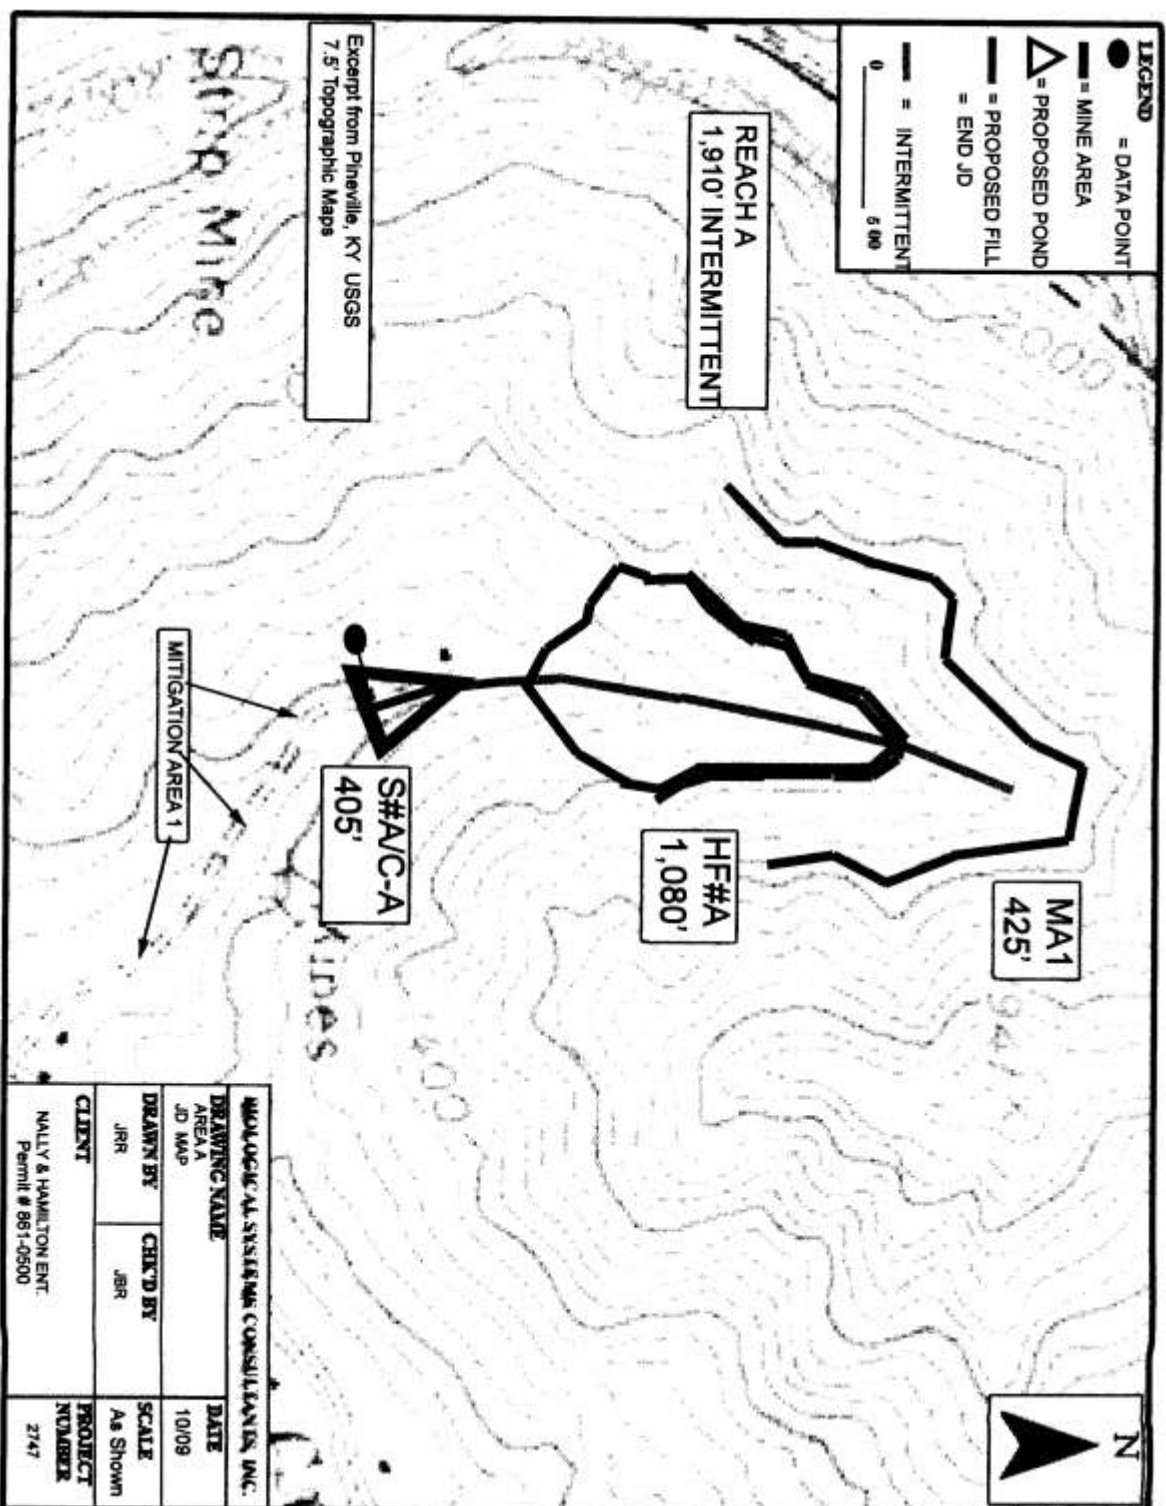 LEGEND
= DATA POINT
= MINE AREA
= PROPOSED POND
= PROPOSED FILL
= END JD
= INTERMITTENT
0 500
REACH A
1,910' INTERMITTENT
Excerpt from Pineville, KY USGS
7.5' Topographic Maps
Strip Mine
2000
N
MA1
425'
HF#A
1,080'
S#A/C-A
405'
MITIGATION AREA 1
BIOLOGICAL SYSTEMS CONSULTANTS, INC.
DRAWING NAME
AREA A
JD MAP
DATE
10/09
DRAWN BY
JRR
CHK'D BY
JBR
SCALE
As Shown
CLIENT
NALLY & HAMILTON ENT.
Permit # 861-0500
PROJECT
NUMBER
2747